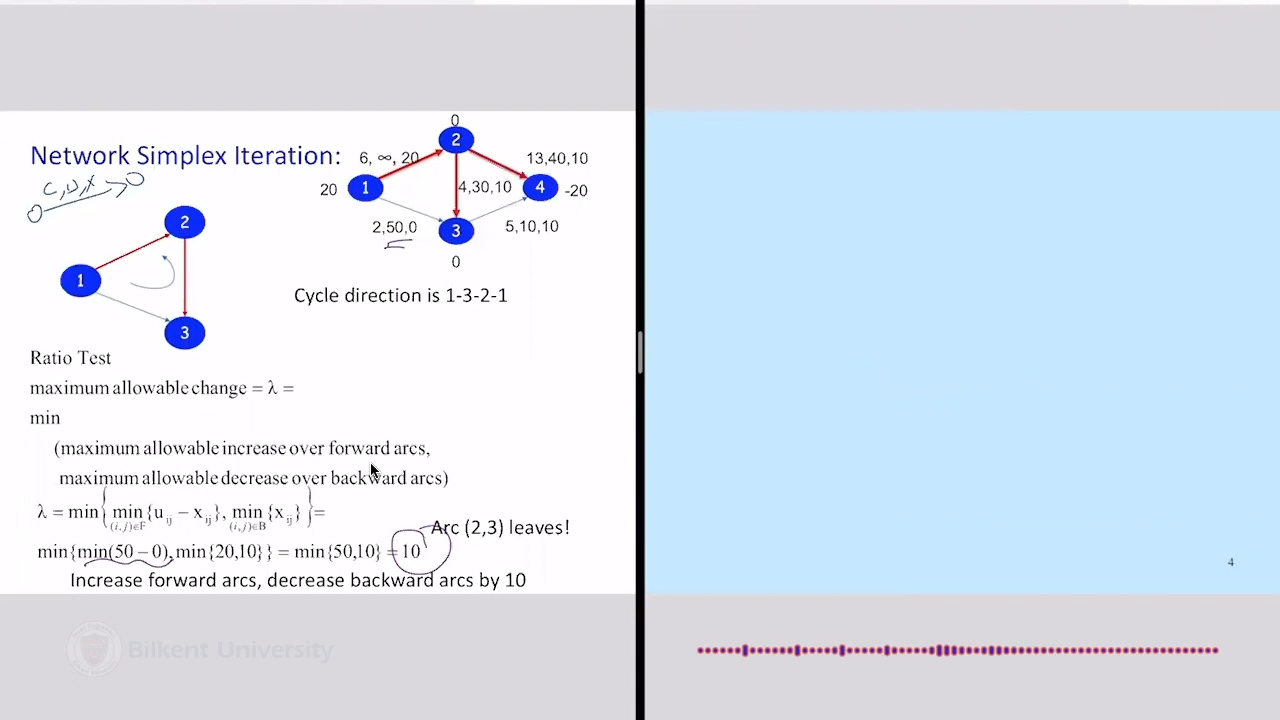 Network Simplex Iteration:
c,u,x
1
2
3
0
2
6, ∞, 20
13,40,10
20
1
4,30,10
4
-20
2,50,0
3
5,10,10
0
Cycle direction is 1-3-2-1
Ratio Test
maximum allowable change = λ =
min
(maximum allowable increase over forward arcs,
maximum allowable decrease over backward arcs)
λ = min{ min_{(i,j)∈F} {u_ij − x_ij}, min_{(i,j)∈B} {x_ij} } =
Arc (2,3) leaves!
min{min(50 − 0), min{20,10}} = min{50,10} = 10
Increase forward arcs, decrease backward arcs by 10
4
Bilkent University